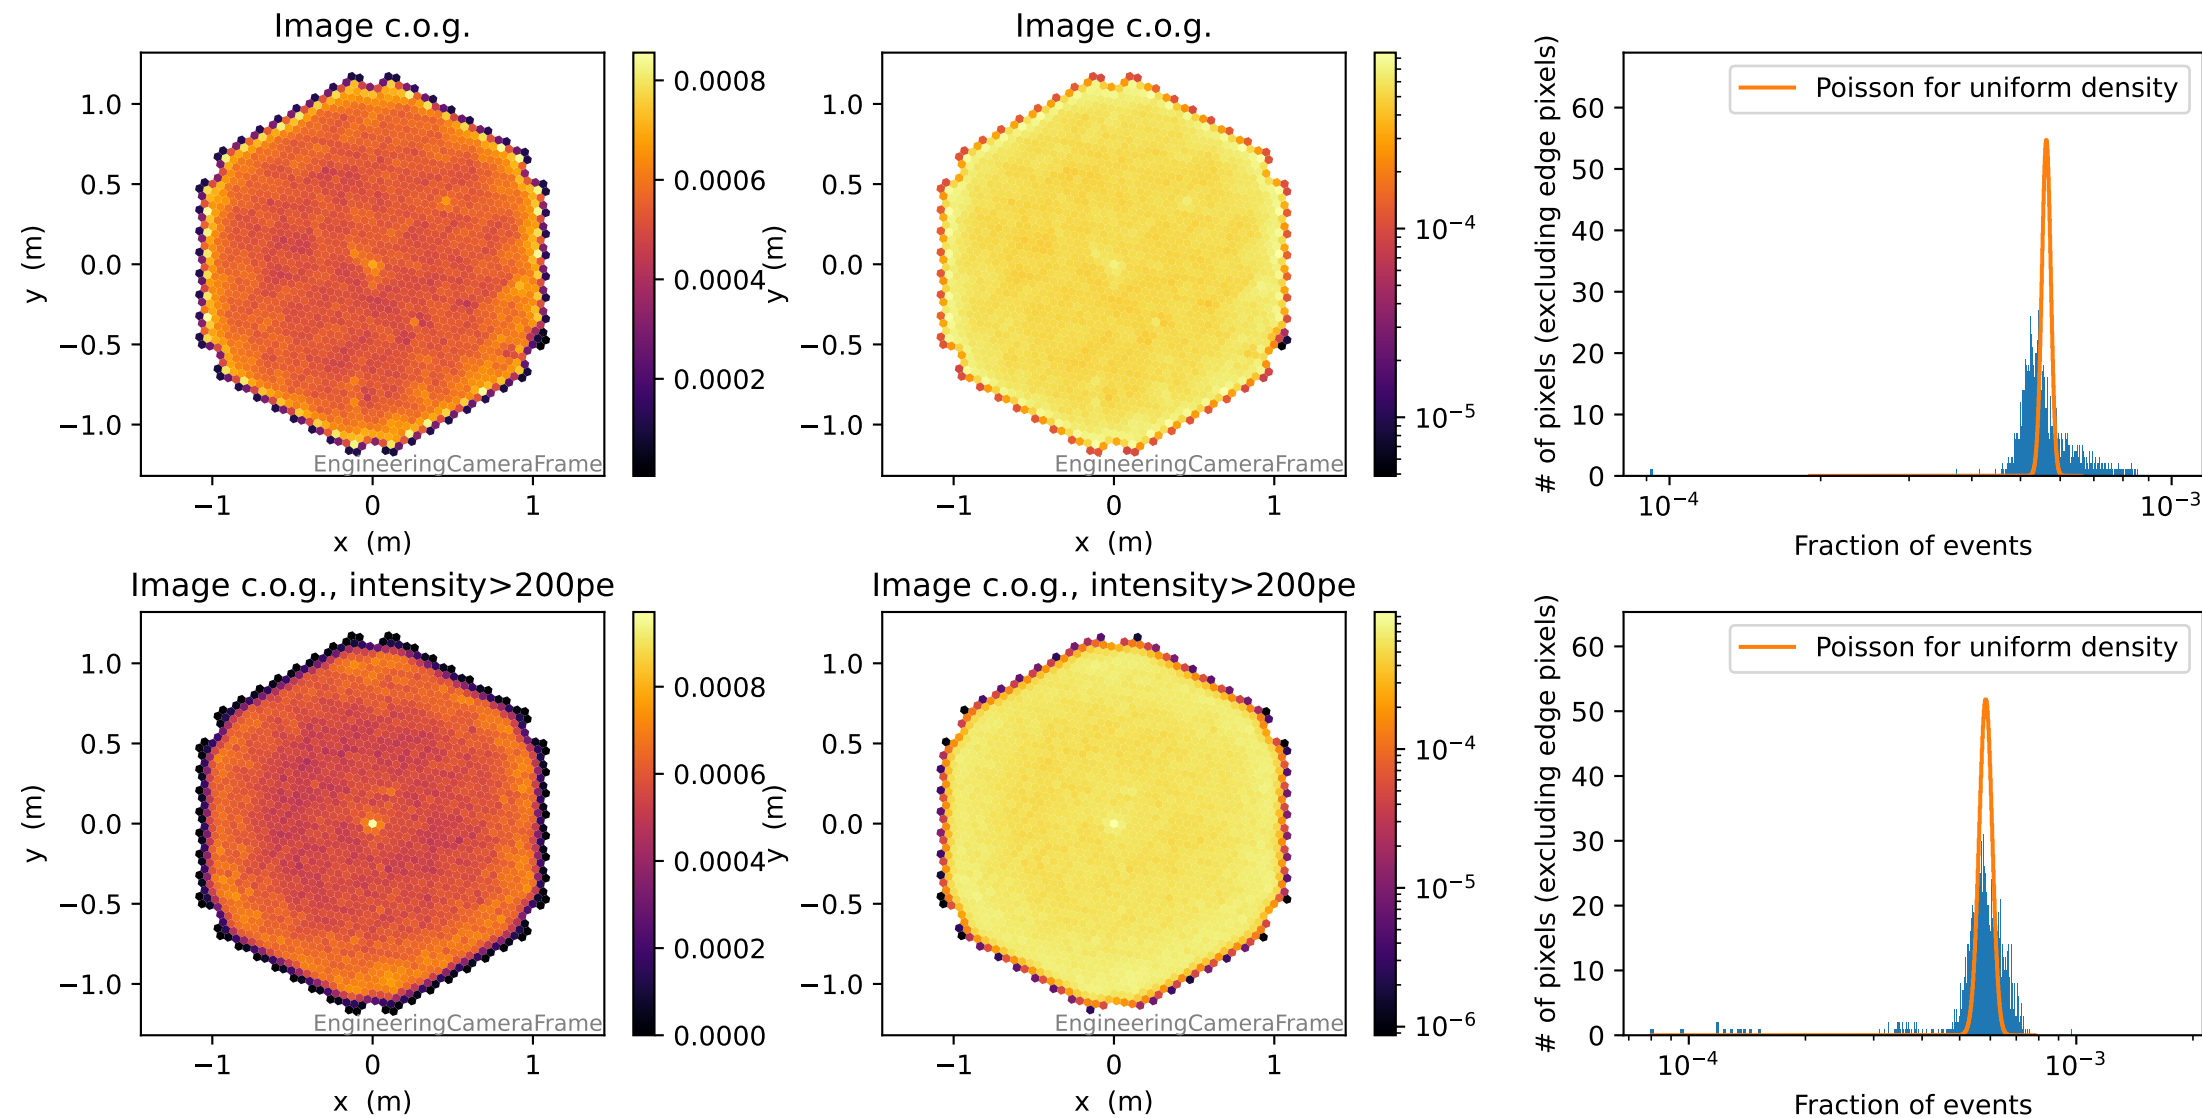 Image c.o.g.
y (m)
1.0
0.5
0.0
−0.5
−1.0
−1
0
1
x (m)
EngineeringCameraFrame
0.0008
0.0006
0.0004
0.0002
Image c.o.g.
y (m)
1.0
0.5
0.0
−0.5
−1.0
−1
0
1
x (m)
EngineeringCameraFrame
10⁻⁴
10⁻⁵
# of pixels (excluding edge pixels)
60
50
40
30
20
10
0
Poisson for uniform density
10⁻⁴
10⁻³
Fraction of events
Image c.o.g., intensity>200pe
y (m)
1.0
0.5
0.0
−0.5
−1.0
−1
0
1
x (m)
EngineeringCameraFrame
0.0008
0.0006
0.0004
0.0002
0.0000
Image c.o.g., intensity>200pe
y (m)
1.0
0.5
0.0
−0.5
−1.0
−1
0
1
x (m)
EngineeringCameraFrame
10⁻⁴
10⁻⁵
10⁻⁶
# of pixels (excluding edge pixels)
60
50
40
30
20
10
0
Poisson for uniform density
10⁻⁴
10⁻³
Fraction of events